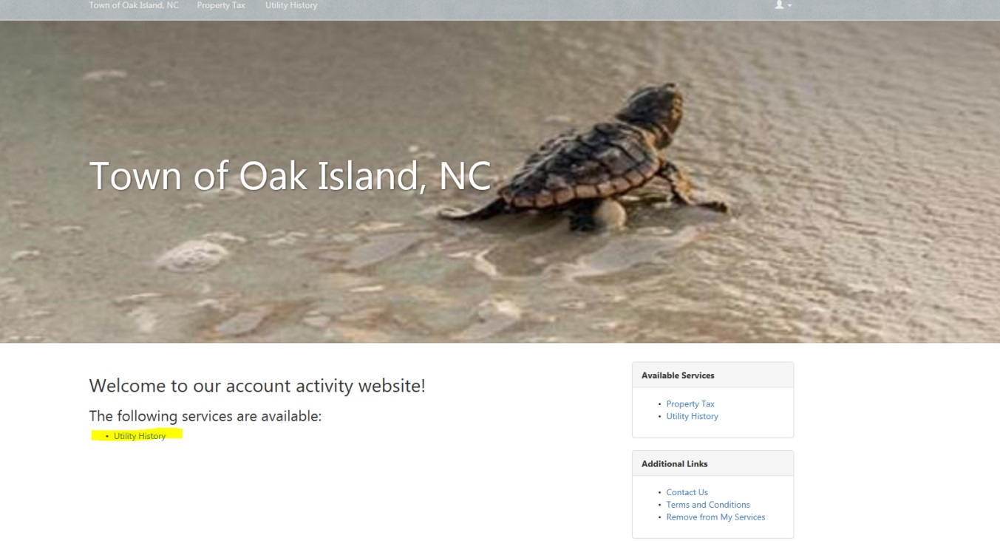 Town of Oak Island, NC Property Tax Utility History
Town of Oak Island, NC
Welcome to our account activity website!
The following services are available:
• Utility History
Available Services
• Property Tax
• Utility History
Additional Links
• Contact Us
• Terms and Conditions
• Remove from My Services